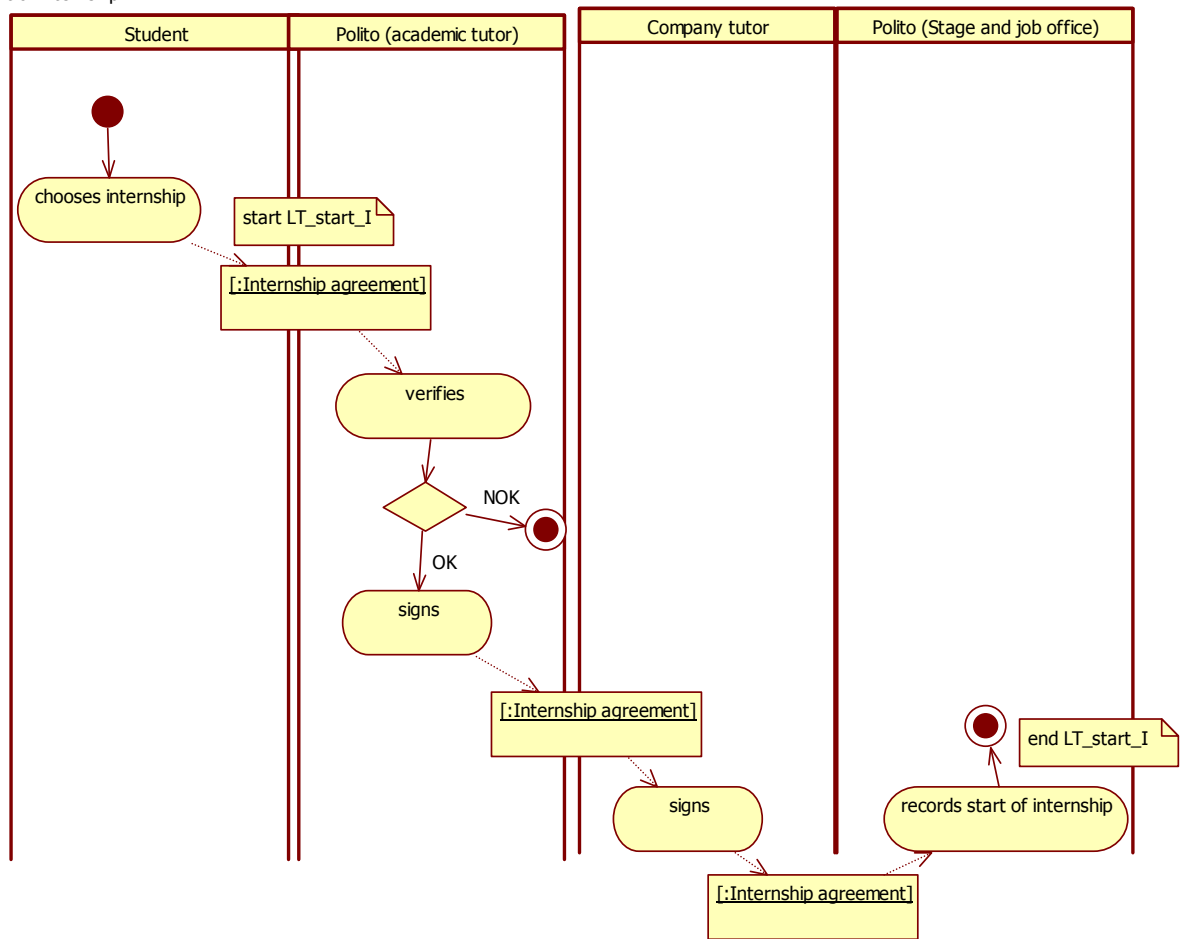 Student
Polito (academic tutor)
Company tutor
Polito (Stage and job office)
chooses internship
start LT_start_I
[:Internship agreement]
verifies
NOK
OK
signs
[:Internship agreement]
end LT_start_I
signs
records start of internship
[:Internship agreement]